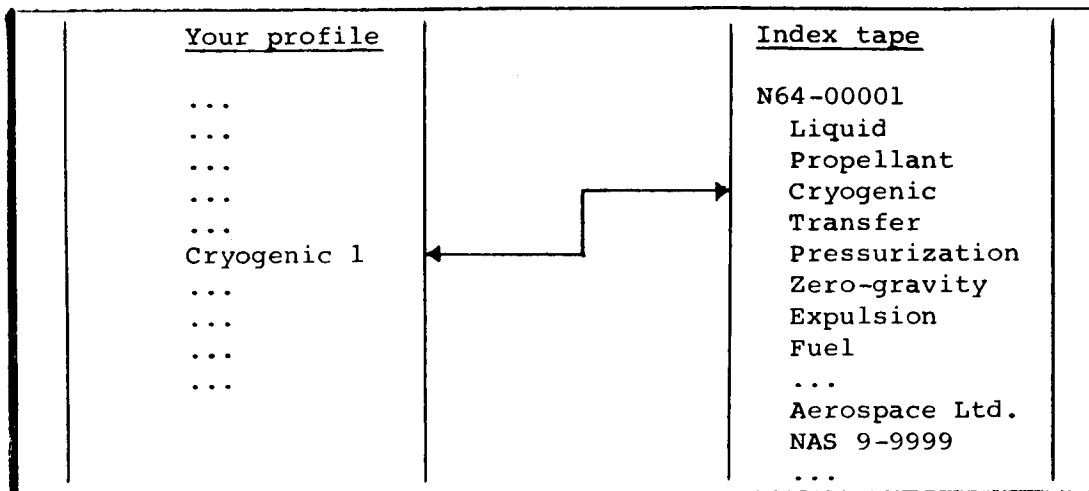 Your profile
...
...
...
...
...
Cryogenic 1
...
...
...
...
Index tape
N64-00001
Liquid
Propellant
Cryogenic
Transfer
Pressurization
Zero-gravity
Expulsion
Fuel
...
Aerospace Ltd.
NAS 9-9999
...